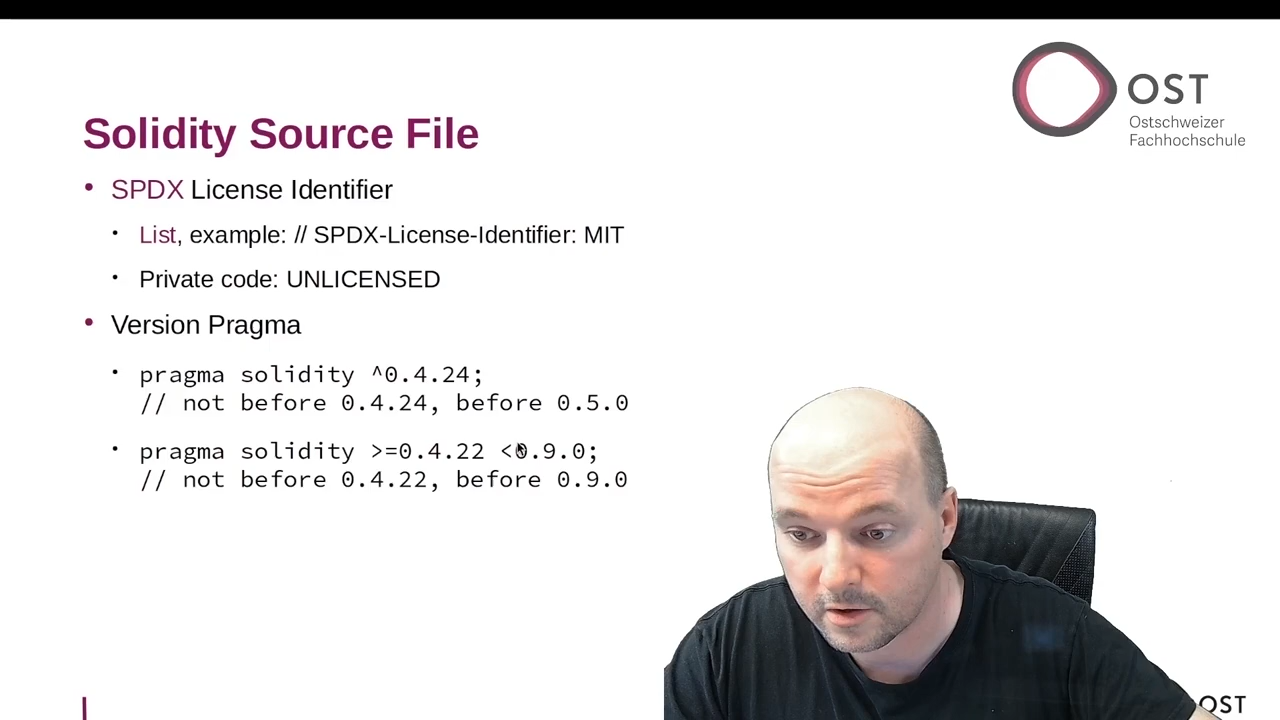 OST
Ostschweizer
Fachhochschule
Solidity Source File
• SPDX License Identifier
• List, example: // SPDX-License-Identifier: MIT
• Private code: UNLICENSED
• Version Pragma
• pragma solidity ^0.4.24;
// not before 0.4.24, before 0.5.0
• pragma solidity >=0.4.22 <0.9.0;
// not before 0.4.22, before 0.9.0
OST